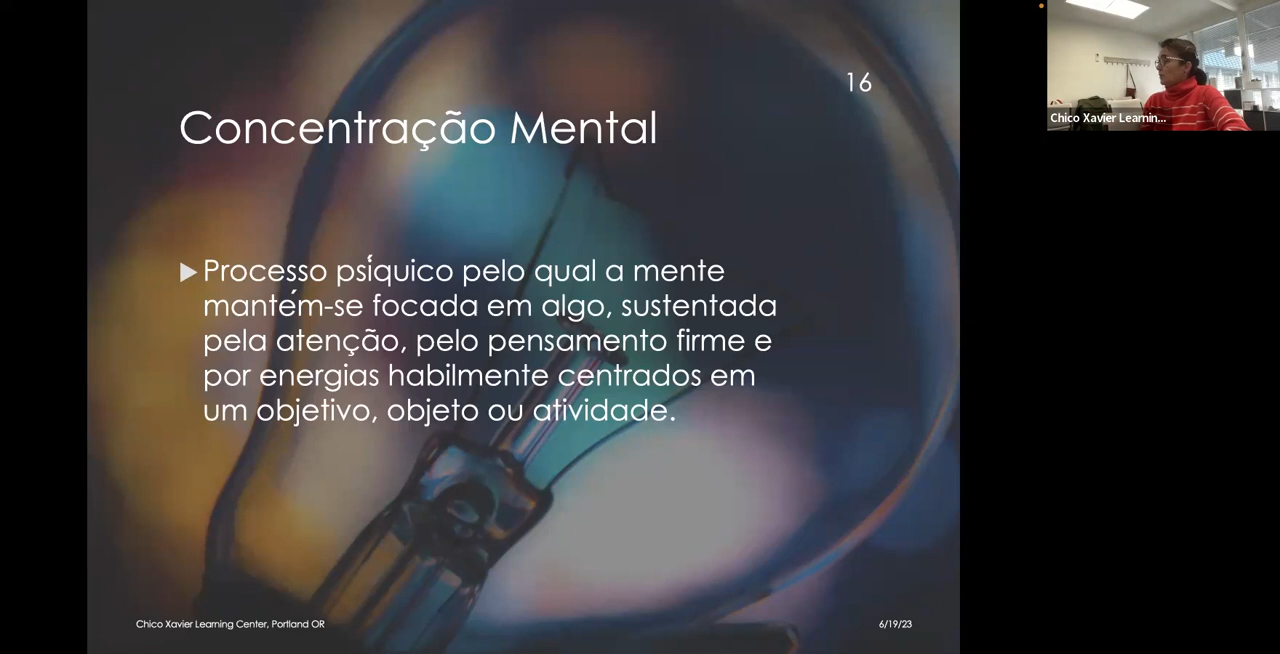 16
Concentração Mental
Processo psíquico pelo qual a mente
mantém-se focada em algo, sustentada
pela atenção, pelo pensamento firme e
por energias habilmente centrados em
um objetivo, objeto ou atividade.
Chico Xavier Learning Center, Portland OR
6/19/23
Chico Xavier Learnin...